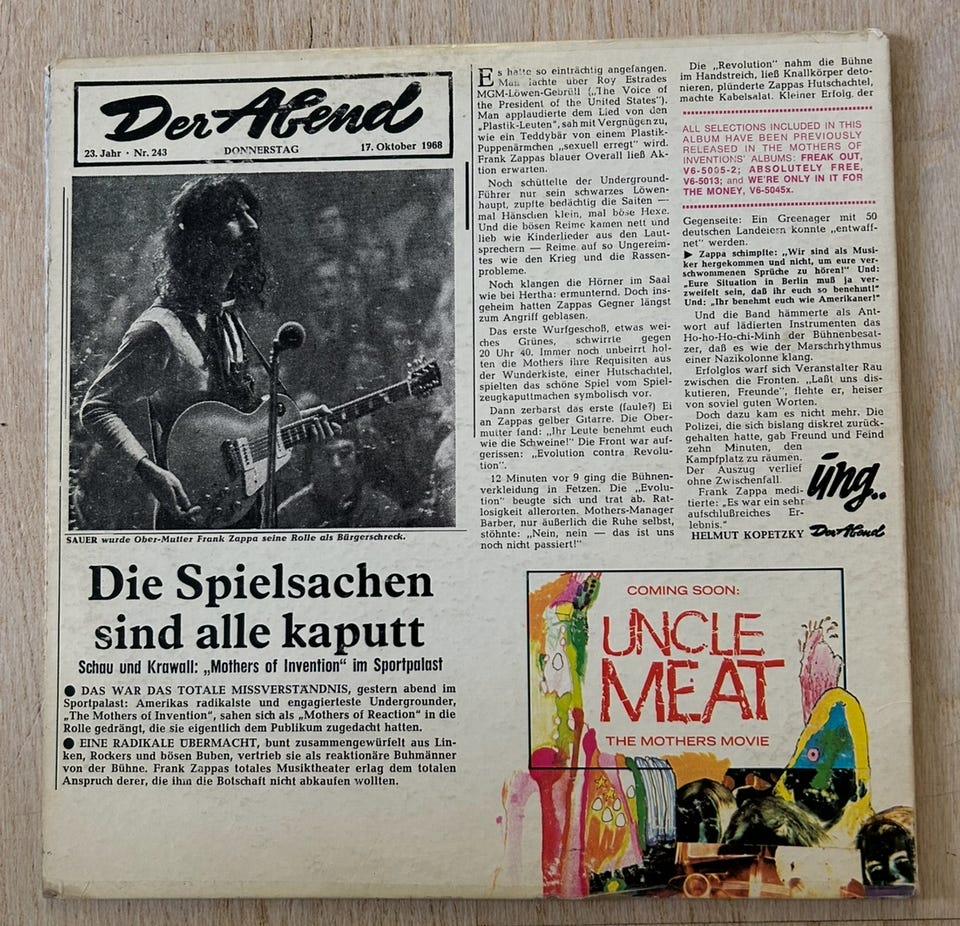 Der Abend
23. Jahr · Nr. 243 DONNERSTAG 17. Oktober 1968
SAUER wurde Ober-Mutter Frank Zappa seine Rolle als Bürgerschreck.
Die Spielsachen
sind alle kaputt
Schau und Krawall: „Mothers of Invention“ im Sportpalast
● DAS WAR DAS TOTALE MISSVERSTÄNDNIS, gestern abend im
Sportpalast: Amerikas radikalste und engagierteste Undergrounder,
„The Mothers of Invention“, sahen sich als „Mothers of Reaction“ in die
Rolle gedrängt, die sie eigentlich dem Publikum zugedacht hatten.
● EINE RADIKALE UBERMACHT, bunt zusammengewürfelt aus Lin-
ken, Rockers und bösen Buben, vertrieb sie als reaktionäre Buhmänner
von der Bühne. Frank Zappas totales Musiktheater erlag dem totalen
Anspruch derer, die ihn die Botschaft nicht abkaufen wollten.
Es hatte so einträchtig angefangen.
Man lachte über Roy Estrades
MGM-Löwen-Gebrüll („The Voice of
the President of the United States“).
Man applaudierte dem Lied von den
„Plastik-Leuten“, sah mit Vergnügen zu,
wie ein Teddybär von einem Plastik-
Puppenärmchen „sexuell erregt“ wird.
Frank Zappas blauer Overall ließ Ak-
tion erwarten.
Noch schüttelte der Underground-
Führer nur sein schwarzes Löwen-
haupt, zupfte bedächtig die Saiten —
mal Hänschen klein, mal böse Hexe.
Und die bösen Reime kamen nett und
lieb wie Kinderlieder aus den Laut-
sprechern — Reime auf so Ungereim-
tes wie den Krieg und die Rassen-
probleme.
Noch klangen die Hörner im Saal
wie bei Hertha: ermunternd. Doch ins-
geheim hatten Zappas Gegner längst
zum Angriff geblasen.
Das erste Wurfgeschoß, etwas wei-
ches Grünes, schwirrte gegen
20 Uhr 40. Immer noch unbeirrt hol-
ten die Mothers ihre Requisiten aus
der Wunderkiste, einer Hutschachtel,
spielten das schöne Spiel vom Spiel-
zeugkaputtmachen symbolisch vor.
Dann zerbarst das erste (faule?) Ei
an Zappas gelber Gitarre. Die Ober-
mutter fand: „Ihr Leute benehmt euch
wie die Schweine!“ Die Front war auf-
gerissen: „Evolution contra Revolu-
tion“.
12 Minuten vor 9 ging die Bühnen-
verkleidung in Fetzen. Die „Evolu-
tion“ beugte sich und trat ab. Rat-
losigkeit allerorten. Mothers-Manager
Barber, nur äußerlich die Ruhe selbst,
stöhnte: „Nein, nein — das ist uns
noch nicht passiert!“
Die „Revolution“ nahm die Bühne
im Handstreich, ließ Knallkörper deto-
nieren, plünderte Zappas Hutschachtel,
machte Kabelsalat. Kleiner Erfolg der
ALL SELECTIONS INCLUDED IN THIS
ALBUM HAVE BEEN PREVIOUSLY
RELEASED IN THE MOTHERS OF
INVENTIONS' ALBUMS: FREAK OUT,
V6-5005-2; ABSOLUTELY FREE,
V6-5013; and WE'RE ONLY IN IT FOR
THE MONEY, V6-5045x.
Gegenseite: Ein Greenager mit 50
deutschen Landeiern konnte „entwaff-
net“ werden.
▶ Zappa schimpfte: „Wir sind als Musi-
ker hergekommen und nicht, um eure ver-
schwommenen Sprüche zu hören!“ Und:
„Eure Situation in Berlin muß ja ver-
zweifelt sein, daß ihr euch so benehmt!“
Und: „Ihr benehmt euch wie Amerikaner!“
Und die Band hämmerte als Ant-
wort auf lädierten Instrumenten das
Ho-ho-Ho-chi-Minh der Bühnenbesat-
zer, daß es wie der Marschrhythmus
einer Nazikolonne klang.
Erfolglos warf sich Veranstalter Rau
zwischen die Fronten. „Laßt uns dis-
kutieren, Freunde“, flehte er, heiser
von soviel guten Worten.
Doch dazu kam es nicht mehr. Die
Polizei, die sich bislang diskret zurück-
gehalten hatte, gab Freund und Feind
zehn Minuten, den
Kampfplatz zu räumen.
Der Auszug verlief
ohne Zwischenfall.
Frank Zappa medi-
tierte: „Es war ein sehr
aufschlußreiches Er-
lebnis.“
HELMUT KOPETZKY
üng..
Der Abend
COMING SOON:
UNCLE
MEAT
THE MOTHERS MOVIE